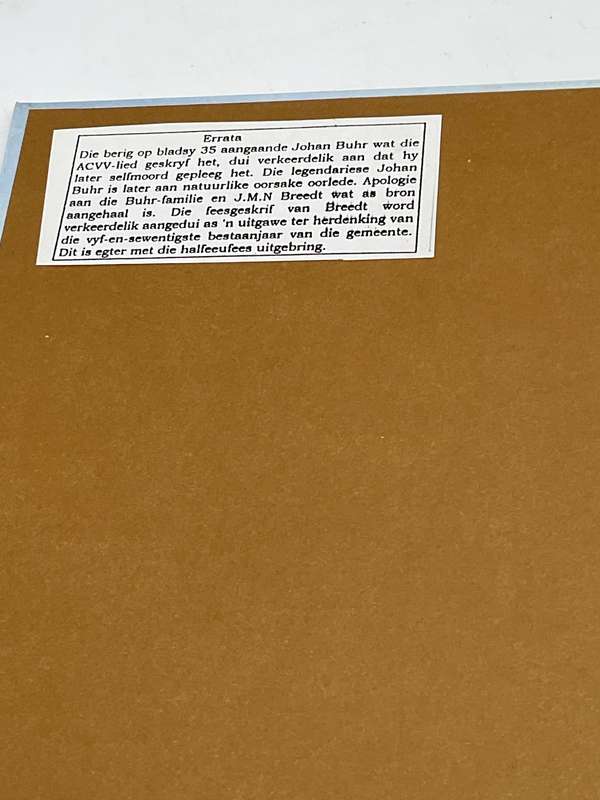 Errata
Die berig op bladsy 35 aangaande Johan Buhr wat die
ACVV-lied geskryf het, dui verkeerdelik aan dat hy
later selfmoord gepleeg het. Die legendariese Johan
Buhr is later aan natuurlike oorsake oorlede. Apologie
aan die Buhr-familie en J.M.N Breedt wat as bron
aangehaal is. Die feesgeskrif van Breedt word
verkeerdelik aangedui as 'n uitgawe ter herdenking van
die vyf-en-sewentigste bestaanjaar van die gemeente.
Dit is egter met die halfeeufees uitgebring.